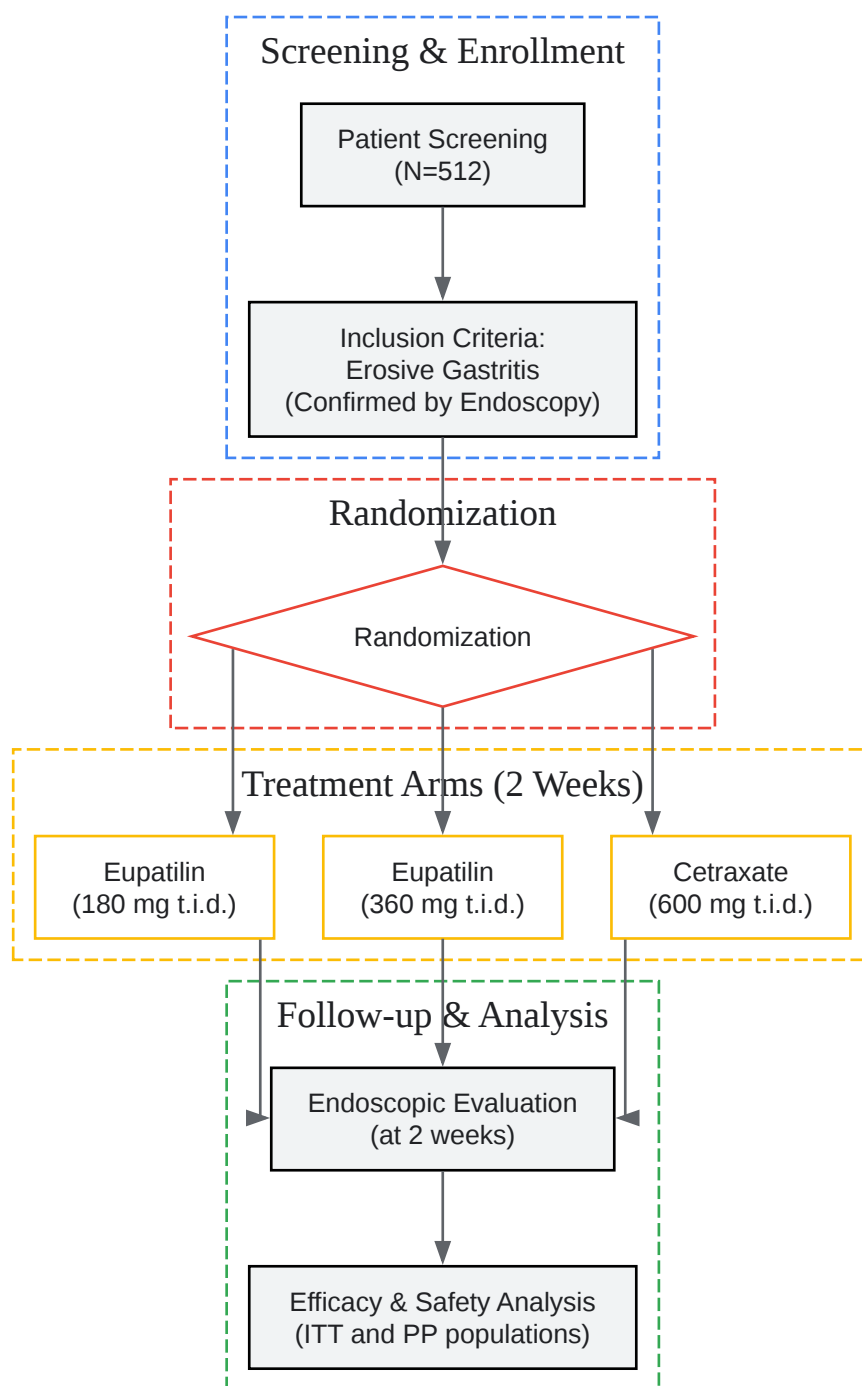 Screening & Enrollment
Patient Screening
(N=512)
Inclusion Criteria:
Erosive Gastritis
(Confirmed by Endoscopy)
Randomization
Randomization
Treatment Arms (2 Weeks)
Eupatilin
(180 mg t.i.d.)
Eupatilin
(360 mg t.i.d.)
Cetraxate
(600 mg t.i.d.)
Follow-up & Analysis
Endoscopic Evaluation
(at 2 weeks)
Efficacy & Safety Analysis
(ITT and PP populations)